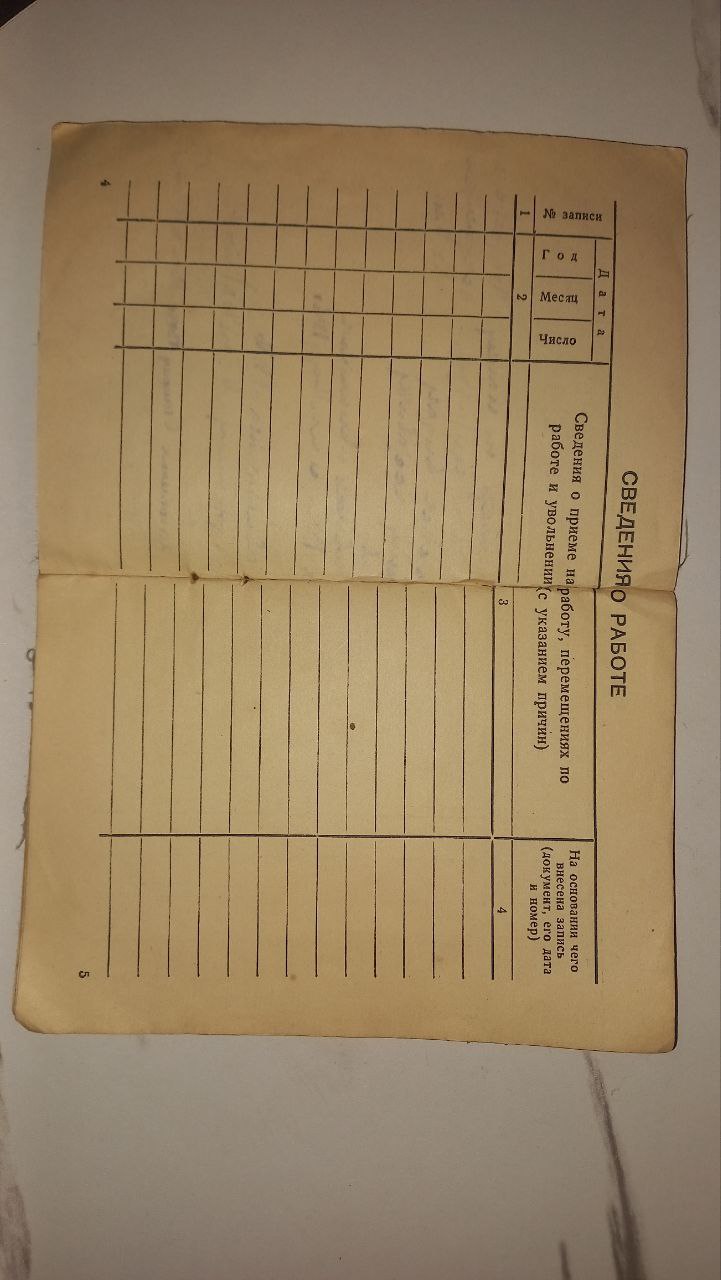 СВЕДЕНИЯ О РАБОТЕ
№ записи
Дата
Год
Месяц
Число
Сведения о приеме на работу, перемещениях по
работе и увольнении (с указанием причин)
На основании чего
внесена запись
(документ, его дата
и номер)
1
2
3
4
4
5